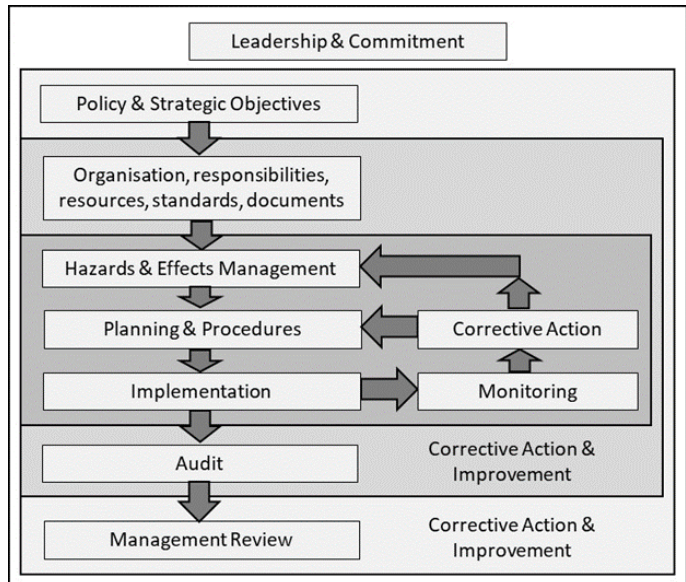 Leadership & Commitment
Policy & Strategic Objectives
Organisation, responsibilities,
resources, standards, documents
Hazards & Effects Management
Planning & Procedures
Corrective Action
Implementation
Monitoring
Audit
Corrective Action &
Improvement
Management Review
Corrective Action &
Improvement